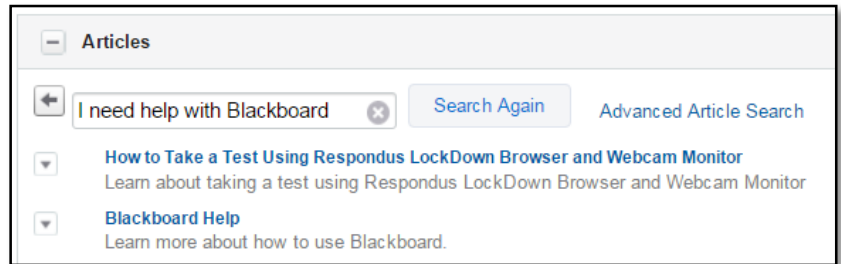 Articles
I need help with Blackboard Search Again Advanced Article Search
How to Take a Test Using Respondus LockDown Browser and Webcam Monitor
Learn about taking a test using Respondus LockDown Browser and Webcam Monitor
Blackboard Help
Learn more about how to use Blackboard.